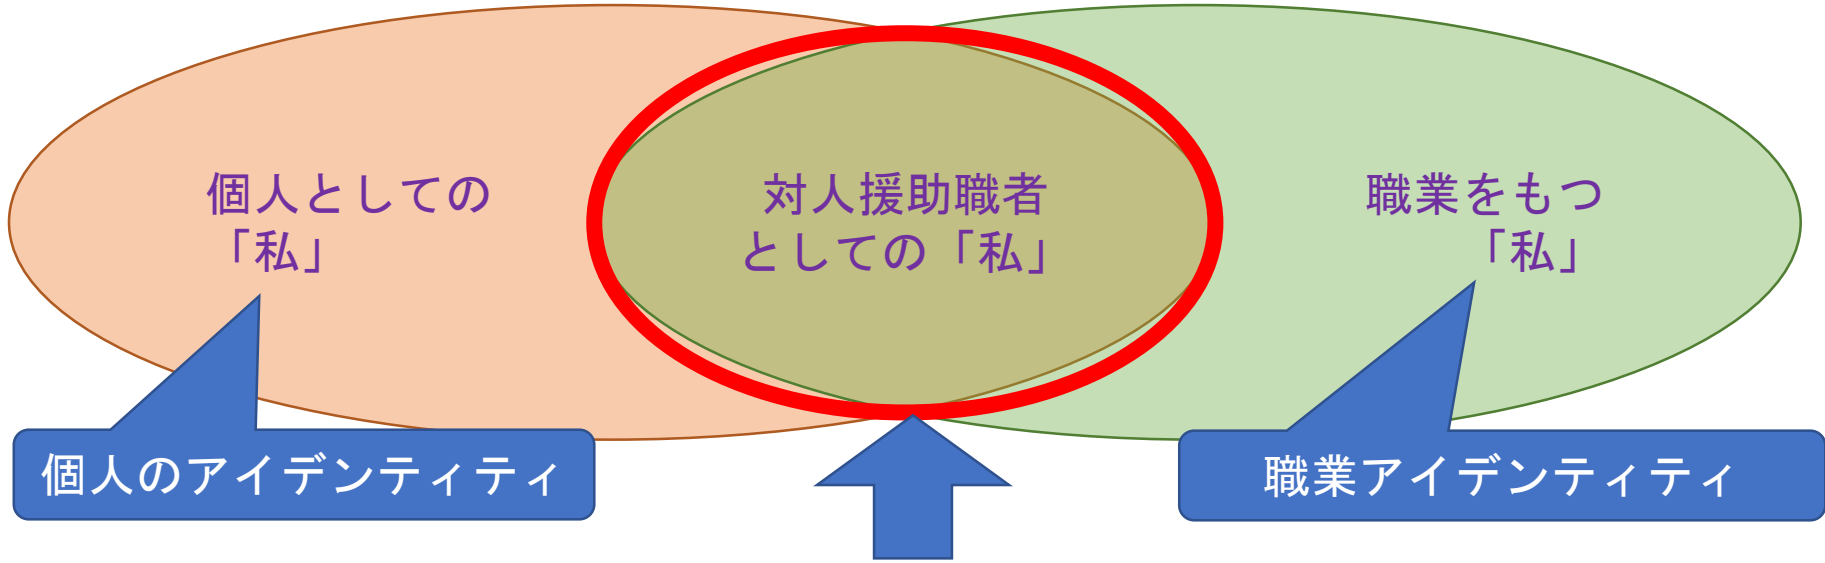 個人としての
「私」
対人援助職者
としての「私」
職業をもつ
「私」
個人のアイデンティティ
職業アイデンティティ